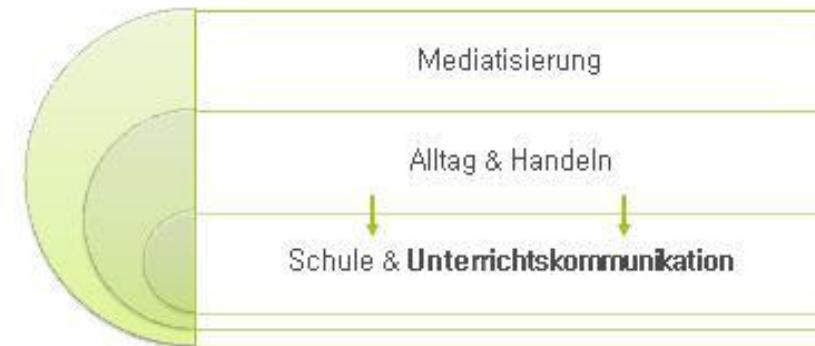 Mediatisierung
Alltag & Handeln
Schule & Unterrichtskommunikation